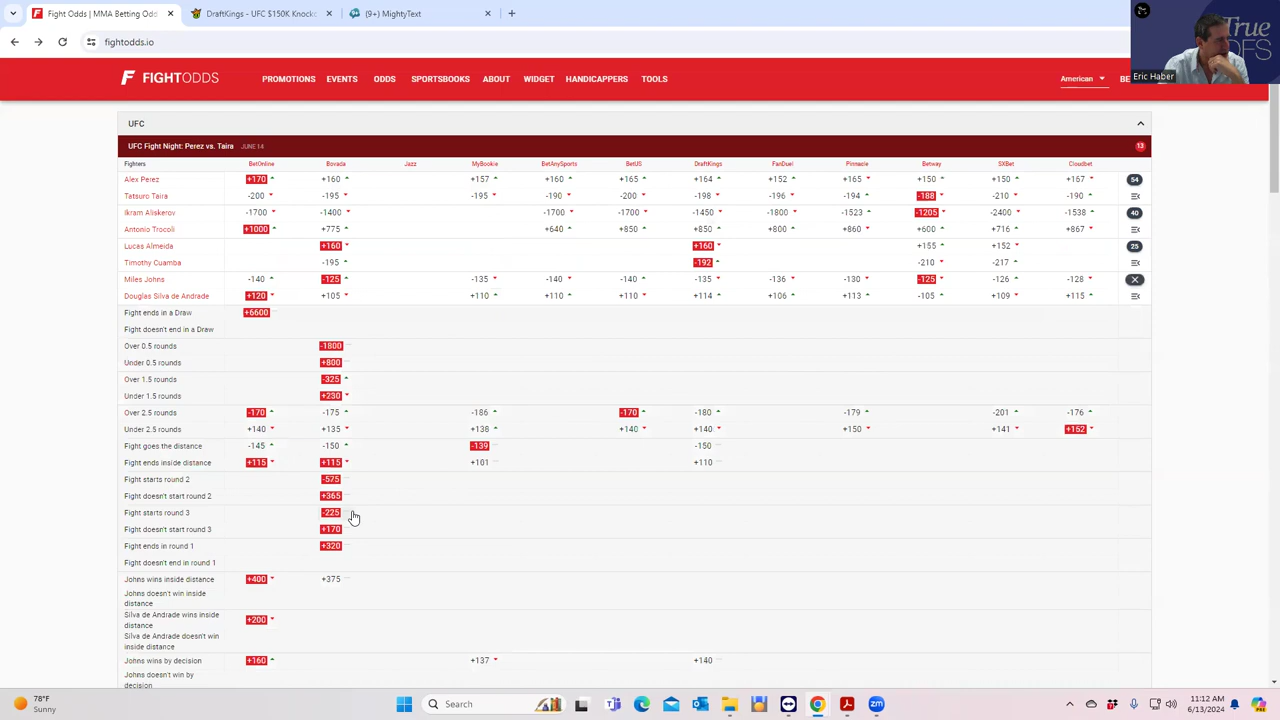 Fight Odds | MMA Betting Od
DraftKings - UFC $150K Knocko
(9+) MightyText
fightodds.io
True
DFS
Eric Haber
FIGHTODDS
PROMOTIONS EVENTS ODDS SPORTSBOOKS ABOUT WIDGET HANDICAPPERS TOOLS American BE
UFC
UFC Fight Night: Perez vs. Taira JUNE 14 13
Fighters BetOnline Bovada Jazz MyBookie BetAnySports BetUS DraftKings FanDuel Pinnacle Betway SXBet Cloudbet
Alex Perez +170 +160 +157 +160 +165 +164 +152 +165 +150 +150 +167 54
Tatsuro Taira -200 -195 -195 -190 -200 -198 -196 -194 -188 -210 -190
Ikram Aliskerov -1700 -1400 -1700 -1700 -1450 -1800 -1523 -1205 -2400 -1538 40
Antonio Trocoli +1000 +775 +640 +850 +850 +800 +860 +600 +716 +867
Lucas Almeida +160 +160 +155 +152 25
Timothy Cuamba -195 -192 -210 -217
Miles Johns -140 -125 -135 -140 -140 -135 -136 -130 -125 -126 -128
Douglas Silva de Andrade +120 +105 +110 +110 +110 +114 +106 +113 -105 +109 +115
Fight ends in a Draw +6600
Fight doesn't end in a Draw
Over 0.5 rounds -1800
Under 0.5 rounds +800
Over 1.5 rounds -325
Under 1.5 rounds +230
Over 2.5 rounds -170 -175 -186 -170 -180 -179 -201 -176
Under 2.5 rounds +140 +135 +138 +140 +140 +150 +141 +152
Fight goes the distance -145 -150 -139 -150
Fight ends inside distance +115 +115 +101 +110
Fight starts round 2 -575
Fight doesn't start round 2 +365
Fight starts round 3 -225
Fight doesn't start round 3 +170
Fight ends in round 1 +320
Fight doesn't end in round 1
Johns wins inside distance +400 +375
Johns doesn't win inside
distance
Silva de Andrade wins inside
distance +200
Silva de Andrade doesn't win
inside distance
Johns wins by decision +160 +137 +140
Johns doesn't win by
decision
78°F
Sunny
Search
11:12 AM
6/13/2024